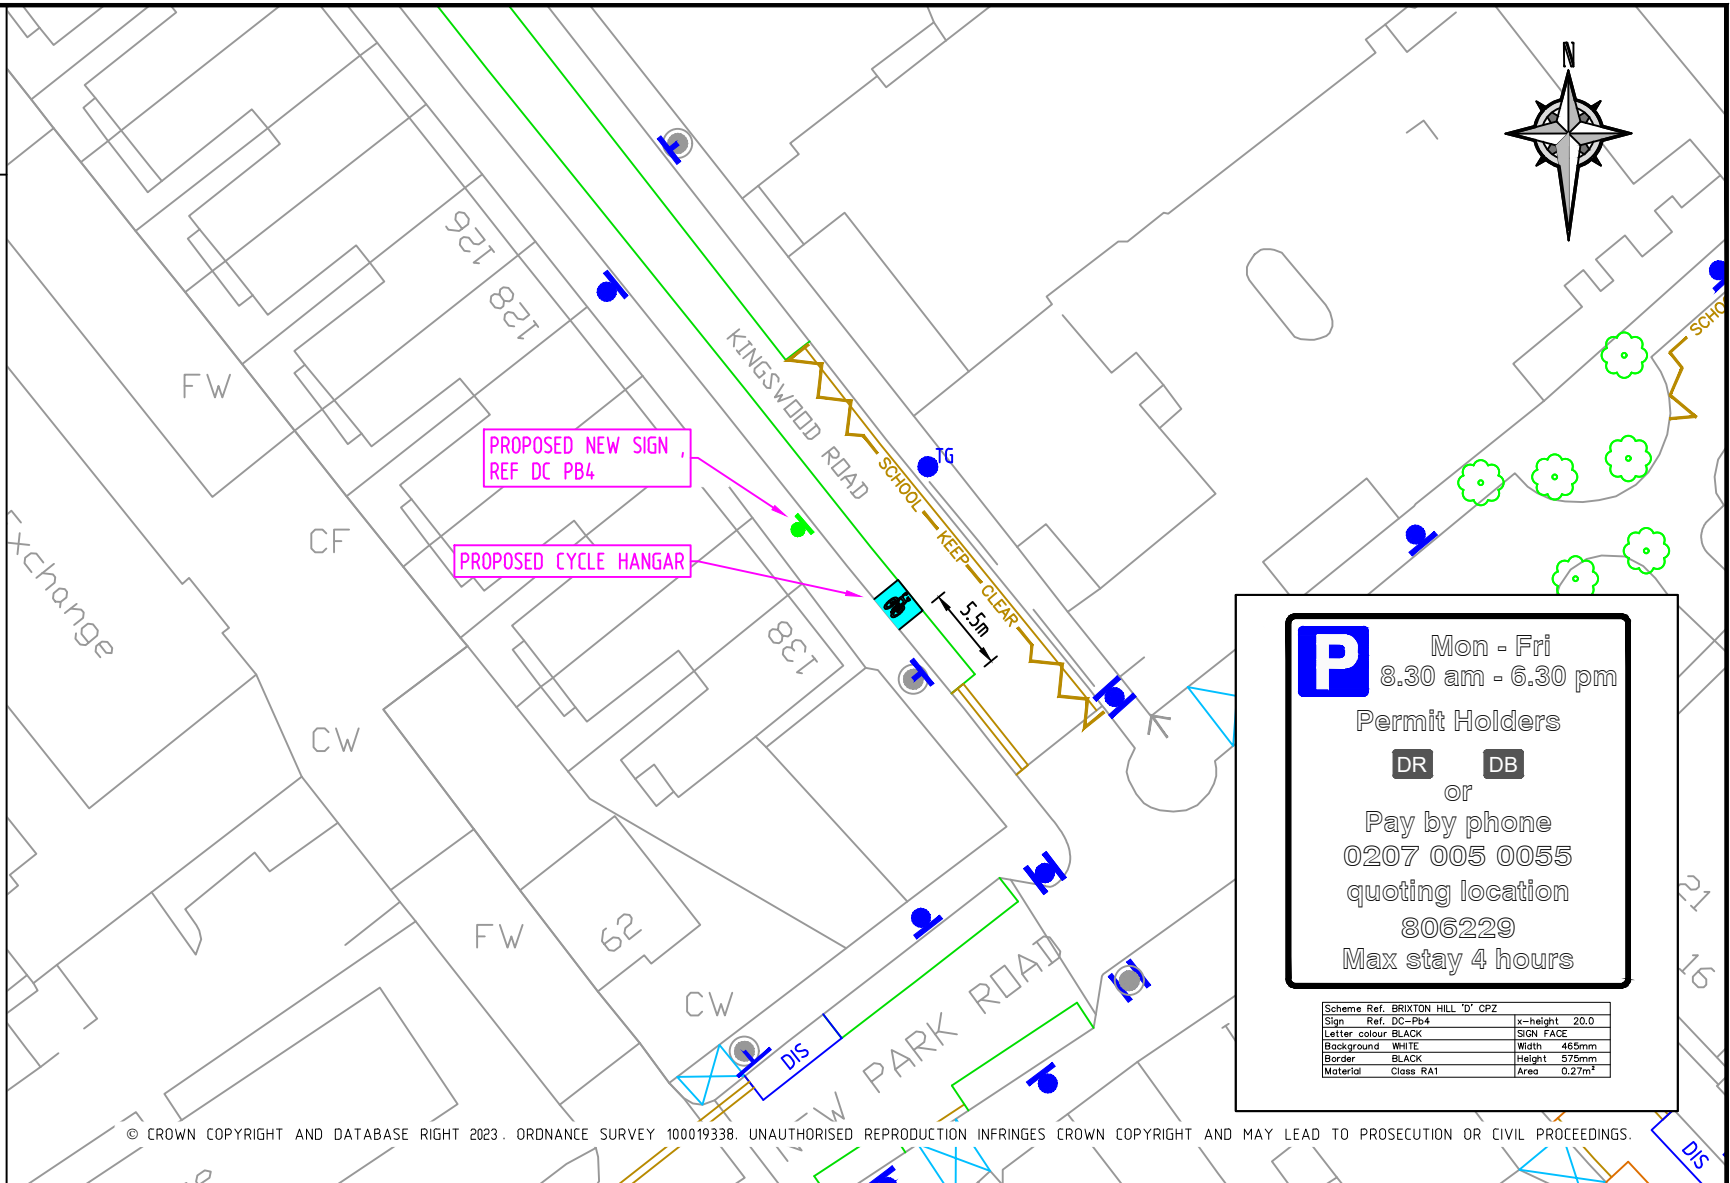 N
126
128
FW
KINGSWOOD ROAD
SCHOOL
PROPOSED NEW SIGN ,
REF DC PB4
TG
SCHOOL KEEP CLEAR
CF
PROPOSED CYCLE HANGAR
xchange
5.5m
138
CW
FW
62
CW
DIS
NEW PARK ROAD
P
Mon - Fri
8.30 am - 6.30 pm
Permit Holders
DR DB
or
Pay by phone
0207 005 0055
quoting location
806229
Max stay 4 hours
21
16
Scheme Ref. BRIXTON HILL 'D' CPZ
Sign Ref. DC-Pb4 x-height 20.0
Letter colour BLACK SIGN FACE
Background WHITE Width 465mm
Border BLACK Height 575mm
Material Class RA1 Area 0.27m²
© CROWN COPYRIGHT AND DATABASE RIGHT 2023 . ORDNANCE SURVEY 100019338. UNAUTHORISED REPRODUCTION INFRINGES CROWN COPYRIGHT AND MAY LEAD TO PROSECUTION OR CIVIL PROCEEDINGS.
DIS